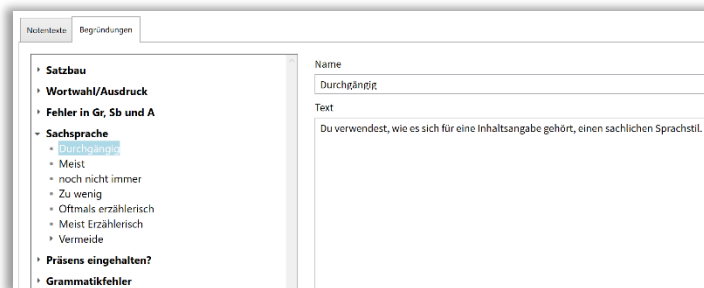 Notentexte
Begründungen
Satzbau
Wortwahl/Ausdruck
Fehler in Gr, Sb und A
Sachsprache
Durchgängig
Meist
noch nicht immer
Zu wenig
Oftmals erzählerisch
Meist Erzählerisch
Vermeide
Präsens eingehalten?
Grammatikfehler
Name
Durchgängig
Text
Du verwendest, wie es sich für eine Inhaltsangabe gehört, einen sachlichen Sprachstil.